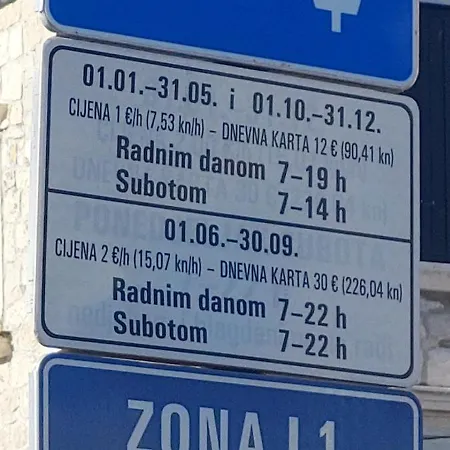 01.01.–31.05. i 01.10.–31.12.
CIJENA 1 €/h (7,53 kn/h) – DNEVNA KARTA 12 € (90,41 kn)
Radnim danom 7–19 h
Subotom 7–14 h
01.06.–30.09.
CIJENA 2 €/h (15,07 kn/h) – DNEVNA KARTA 30 € (226,04 kn)
Radnim danom 7–22 h
Subotom 7–22 h
ZONA I.1